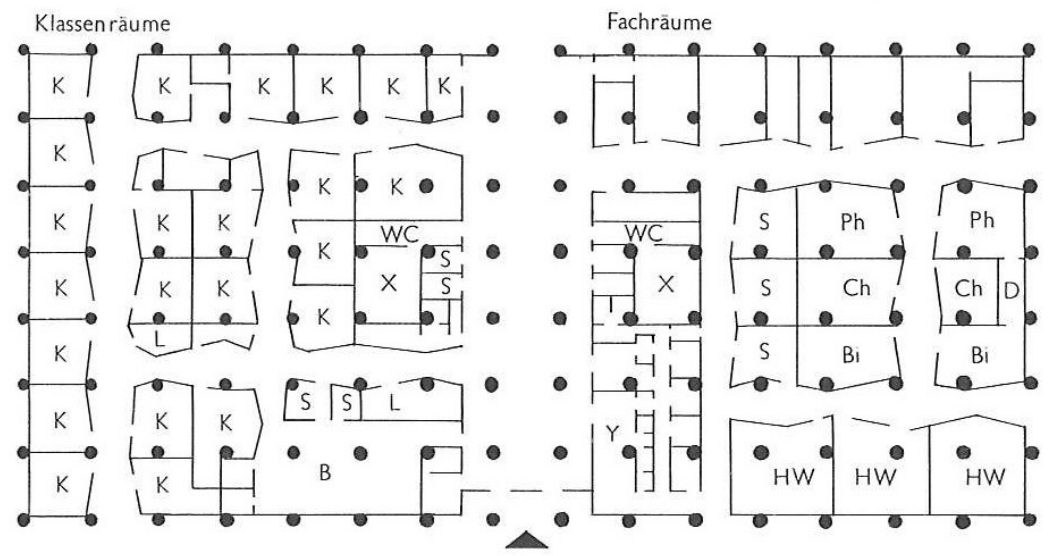 Klassenräume Fachräume
K K K K K K
K
K K K
K K K S Ph Ph
WC WC
K K K K X S S X S Ch Ch D
K L K S Bi Bi
K K K S S L
Y
K K B HW HW HW